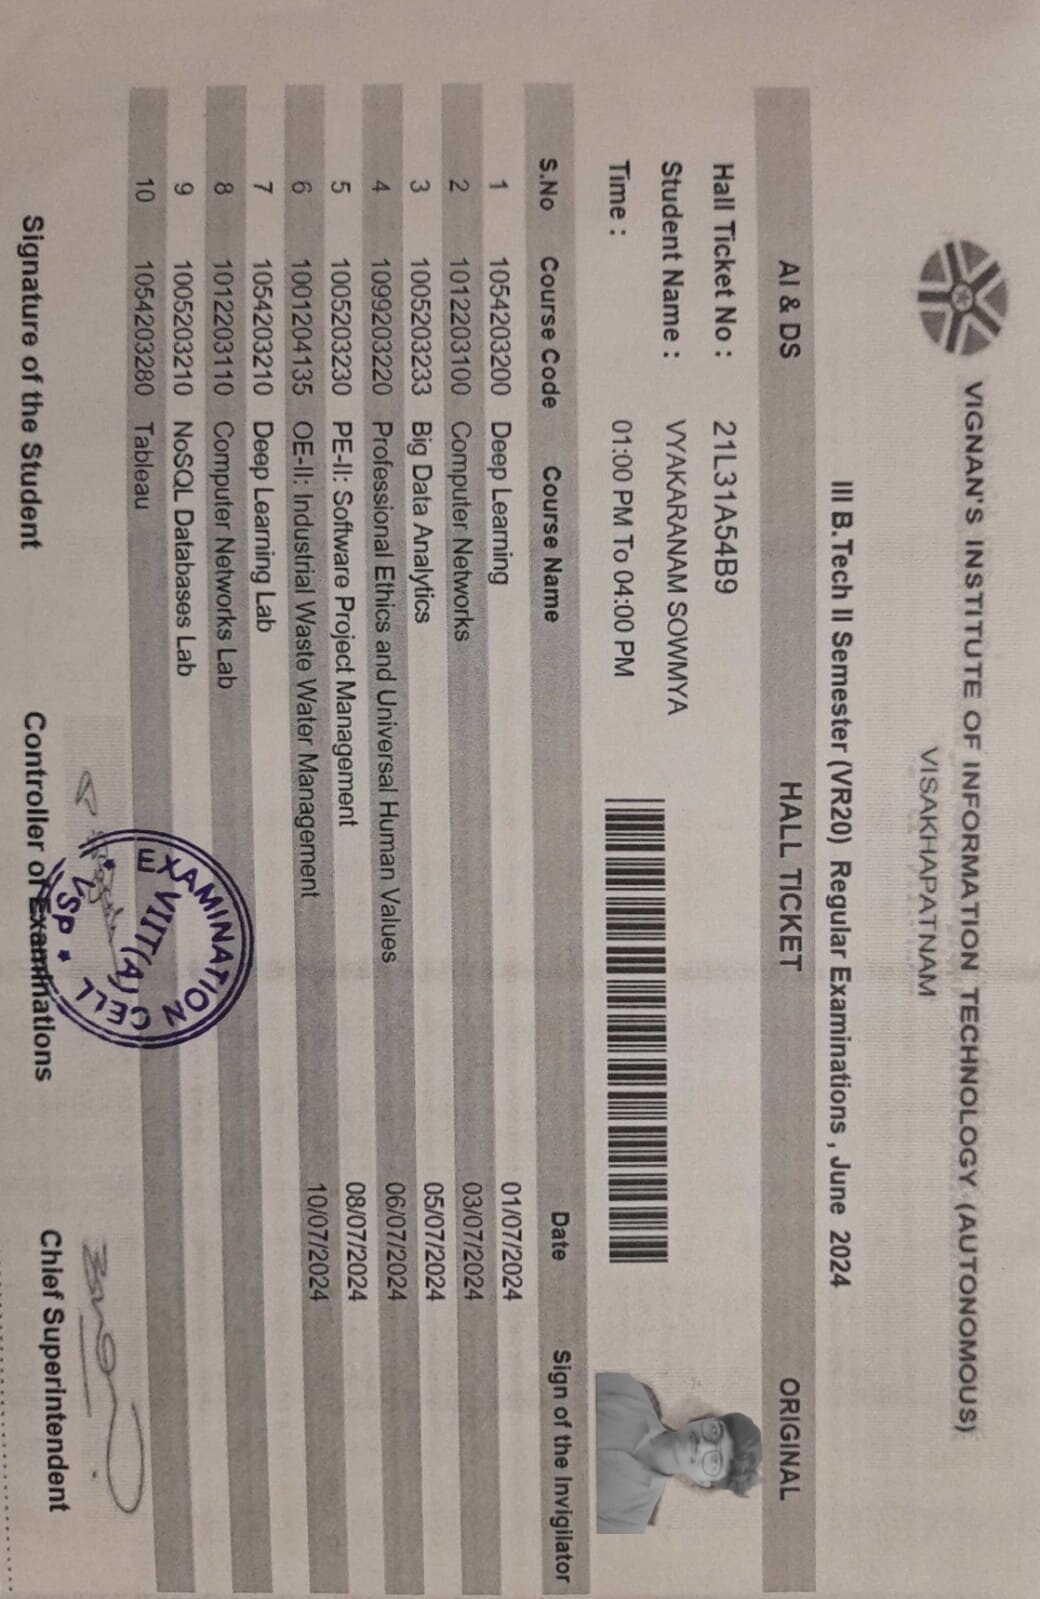 VIGNAN'S INSTITUTE OF INFORMATION TECHNOLOGY (AUTONOMOUS)
VISAKHAPATNAM
III B.Tech II Semester (VR20) Regular Examinations , June 2024
AI & DS HALL TICKET ORIGINAL
Hall Ticket No : 21L31A54B9
Student Name : VYAKARANAM SOWMYA
Time : 01:00 PM To 04:00 PM
S.No Course Code Course Name Date Sign of the Invigilator
1 1054203200 Deep Learning 01/07/2024
2 1012203100 Computer Networks 03/07/2024
3 1005203233 Big Data Analytics 05/07/2024
4 1099203220 Professional Ethics and Universal Human Values 06/07/2024
5 1005203230 PE-II: Software Project Management 08/07/2024
6 1001204135 OE-II: Industrial Waste Water Management 10/07/2024
7 1054203210 Deep Learning Lab
8 1012203110 Computer Networks Lab
9 1005203210 NoSQL Databases Lab
10 1054203280 Tableau
EXAMINATION CELL
VIIT(A)
VSP
Signature of the Student Controller of Examinations Chief Superintendent